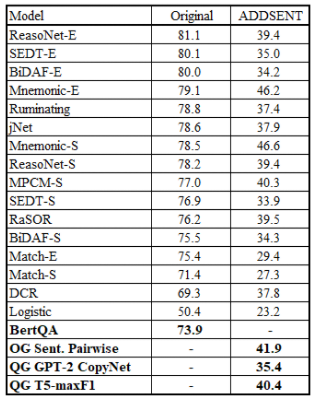 Model Original ADDSENT
ReasoNet-E 81.1 39.4
SEDT-E 80.1 35.0
BiDAF-E 80.0 34.2
Mnemonic-E 79.1 46.2
Ruminating 78.8 37.4
jNet 78.6 37.9
Mnemonic-S 78.5 46.6
ReasoNet-S 78.2 39.4
MPCM-S 77.0 40.3
SEDT-S 76.9 33.9
RaSOR 76.2 39.5
BiDAF-S 75.5 34.3
Match-E 75.4 29.4
Match-S 71.4 27.3
DCR 69.3 37.8
Logistic 50.4 23.2
BertQA 73.9 -
OG Sent. Pairwise - 41.9
QG GPT-2 CopyNet - 35.4
QG T5-maxF1 - 40.4